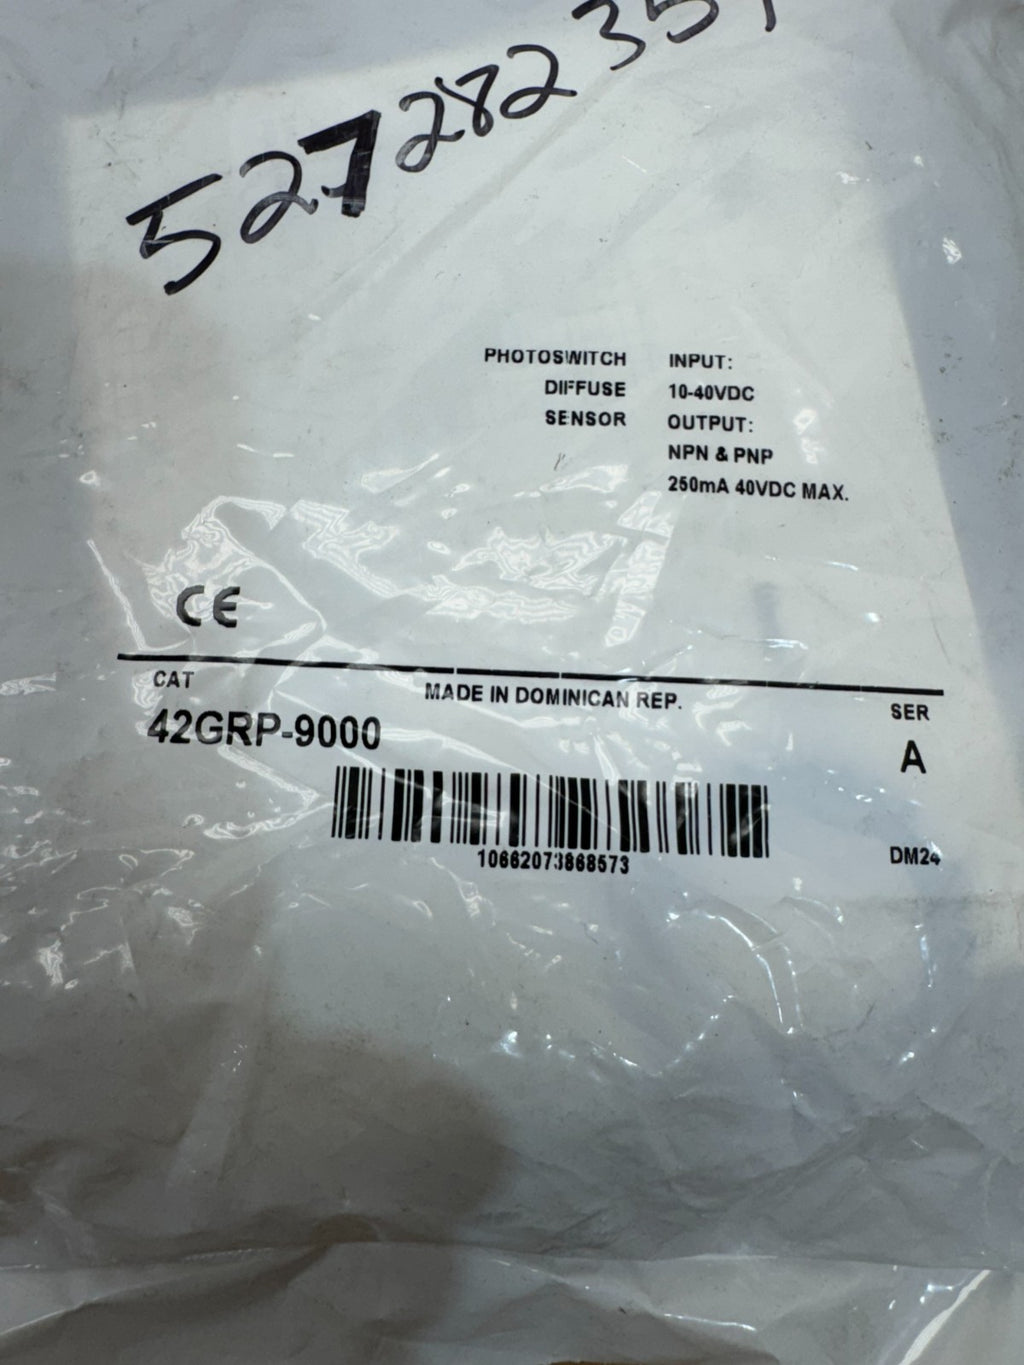 527282351
PHOTOSWITCH
DIFFUSE
SENSOR
INPUT:
10-40VDC
OUTPUT:
NPN & PNP
250mA 40VDC MAX.
CE
CAT
42GRP-9000
MADE IN DOMINICAN REP.
SER
A
10662073868573
DM24